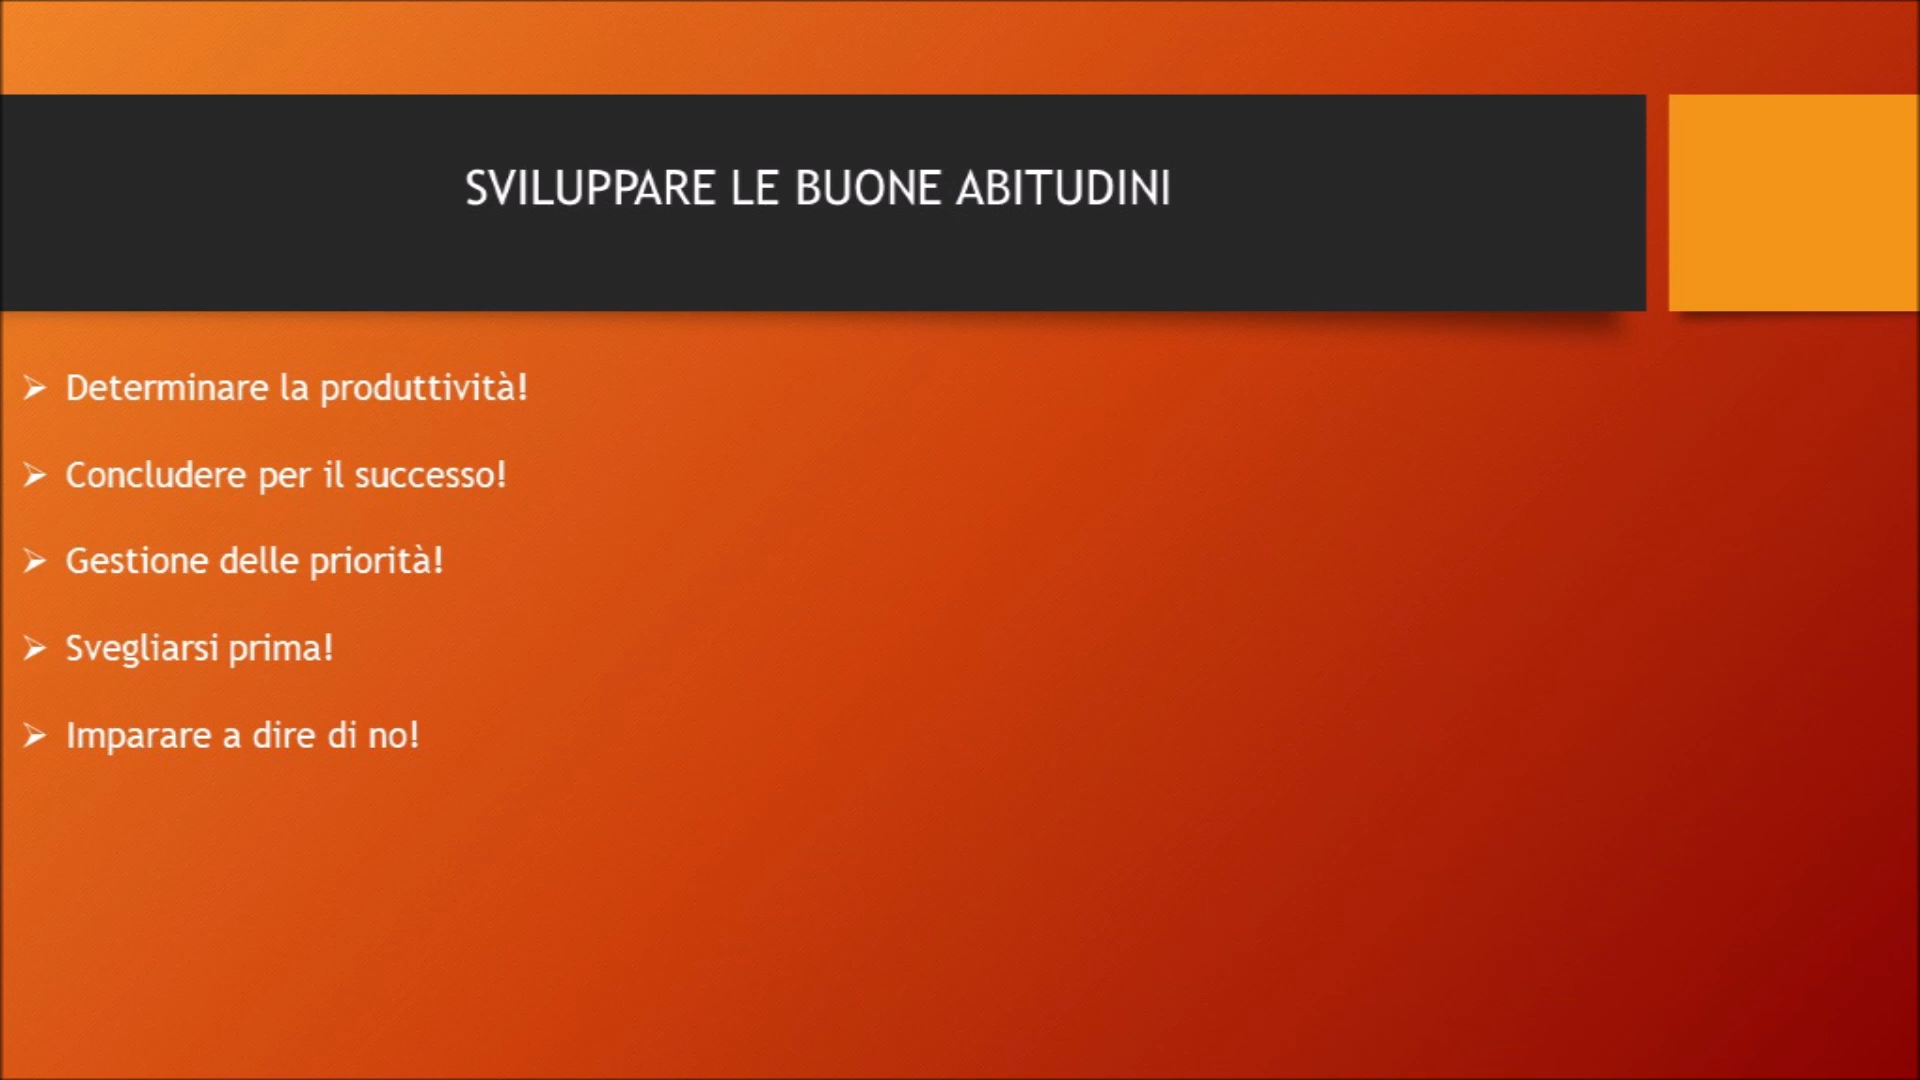 SVILUPPARE LE BUONE ABITUDINI
Determinare la produttività!
Concludere per il successo!
Gestione delle priorità!
Svegliarsi prima!
Imparare a dire di no!